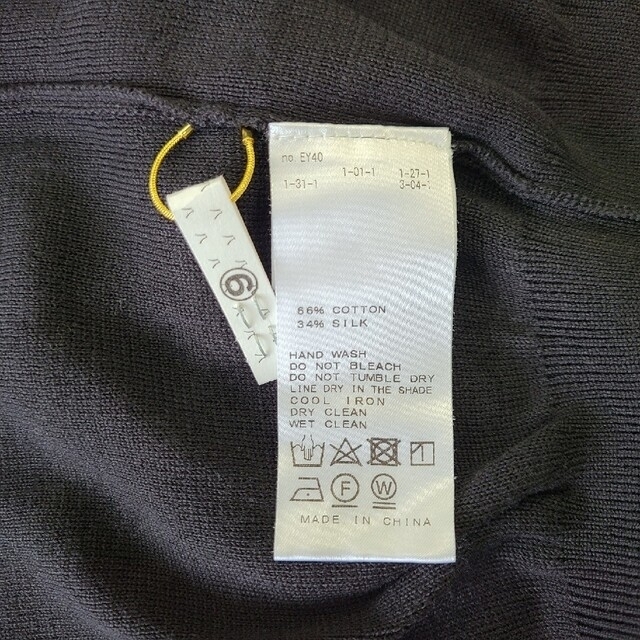 no EY40
1-01-1 1-27-1
1-31-1 3-04-1
66% COTTON
34% SILK
HAND WASH
DO NOT BLEACH
DO NOT TUMBLE DRY
LINE DRY IN THE SHADE
COOL IRON
DRY CLEAN
WET CLEAN
F W
MADE IN CHINA
6